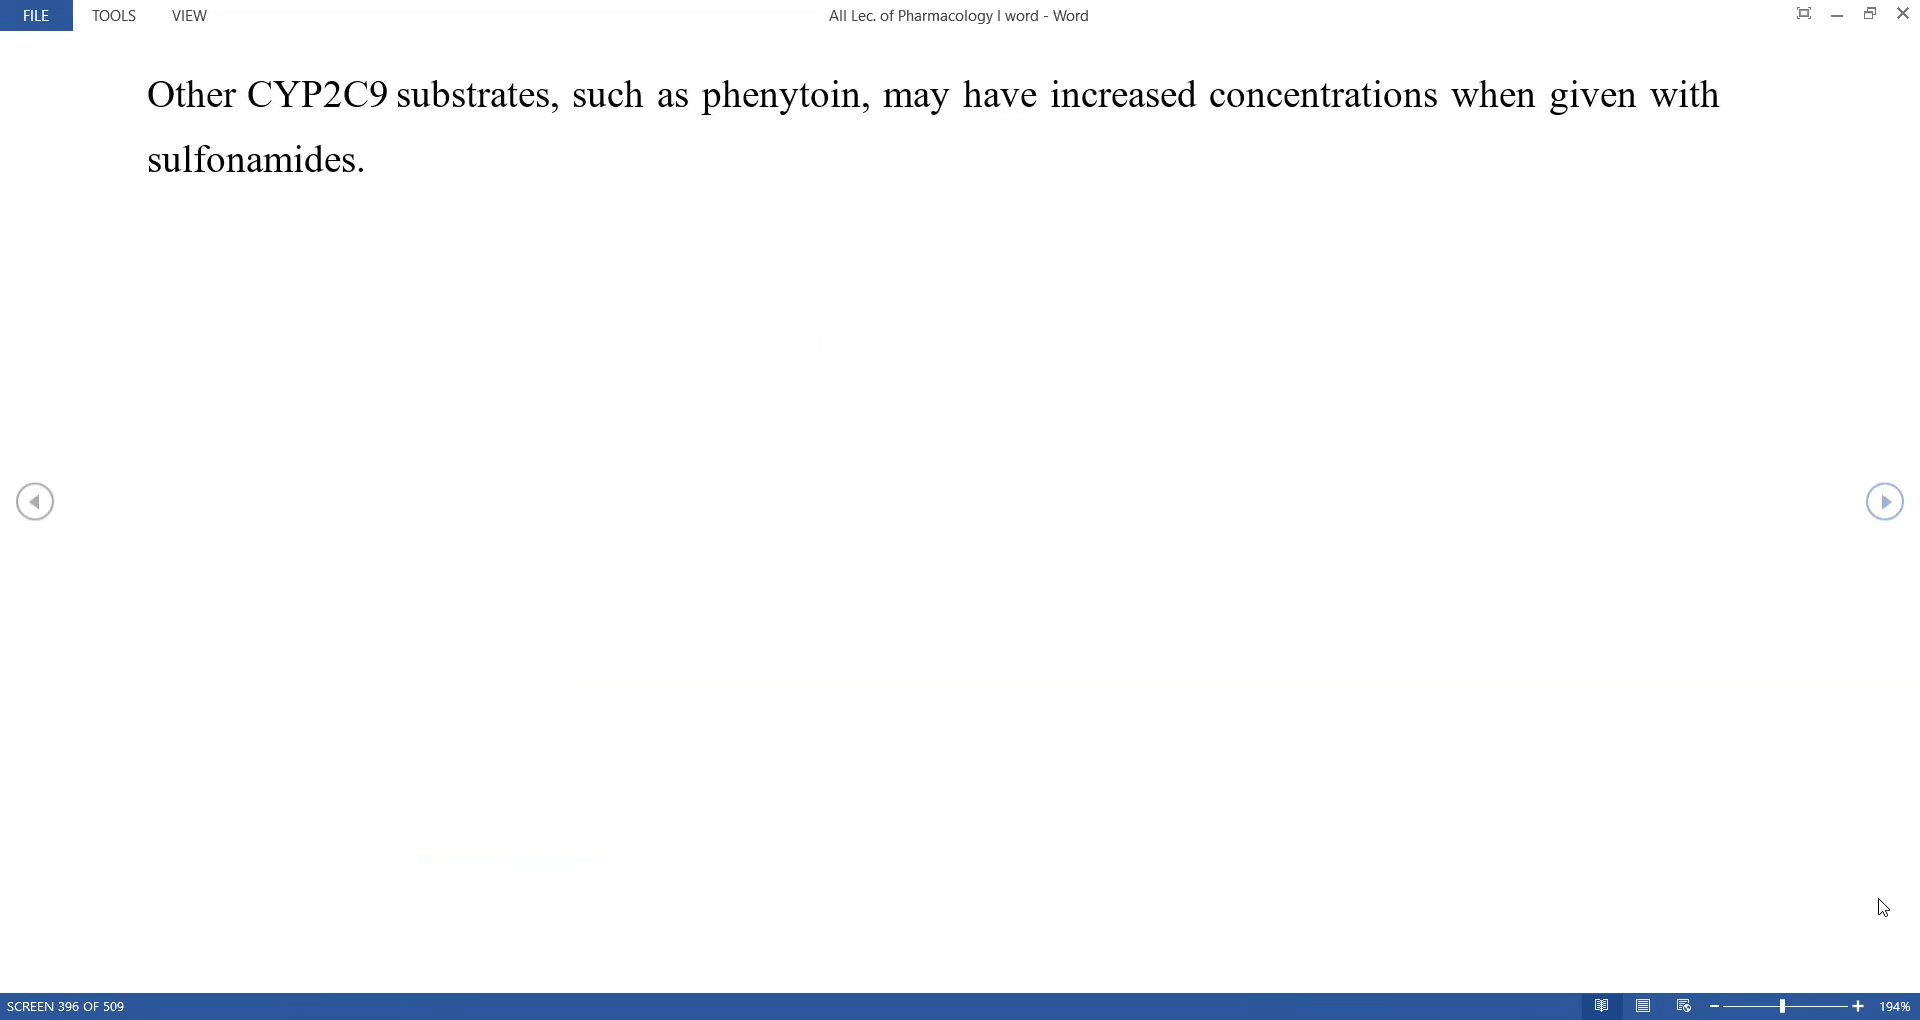 FILE TOOLS VIEW All Lec. of Pharmacology I word - Word
Other CYP2C9 substrates, such as phenytoin, may have increased concentrations when given with
sulfonamides.
SCREEN 396 OF 509 194%